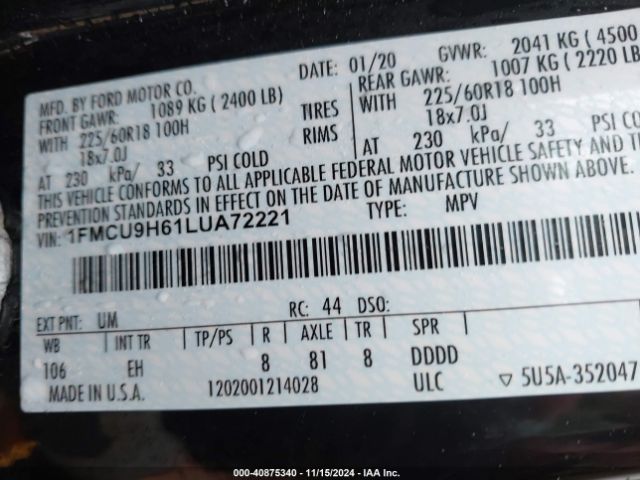 MFD. BY FORD MOTOR CO.
DATE: 01/20 GVWR: 2041 KG ( 4500
FRONT GAWR: 1089 KG ( 2400 LB)
REAR GAWR: 1007 KG ( 2220 LB
WITH 225/60R18 100H TIRES WITH 225/60R18 100H
18x7.0J RIMS 18x7.0J
AT 230 kPa/ 33 PSI COLD AT 230 kPa/ 33 PSI COL
THIS VEHICLE CONFORMS TO ALL APPLICABLE FEDERAL MOTOR VEHICLE SAFETY AND T
PREVENTION STANDARDS IN EFFECT ON THE DATE OF MANUFACTURE SHOWN ABOVE.
VIN: 1FMCU9H61LUA72221 TYPE: MPV
EXT PNT: UM RC: 44 DSO:
WB INT TR TP/PS R AXLE TR SPR
106 EH 8 81 8 DDDD
MADE IN U.S.A. 1202001214028 ULC ▽ 5U5A-352047
000-40875340 - 11/15/2024 - IAA Inc.